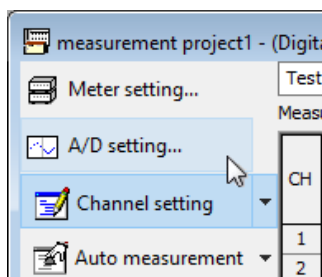 measurement project1 - (Digita
Meter setting...
Test
Measu
A/D setting...
CH
Channel setting
1
Auto measurement
2